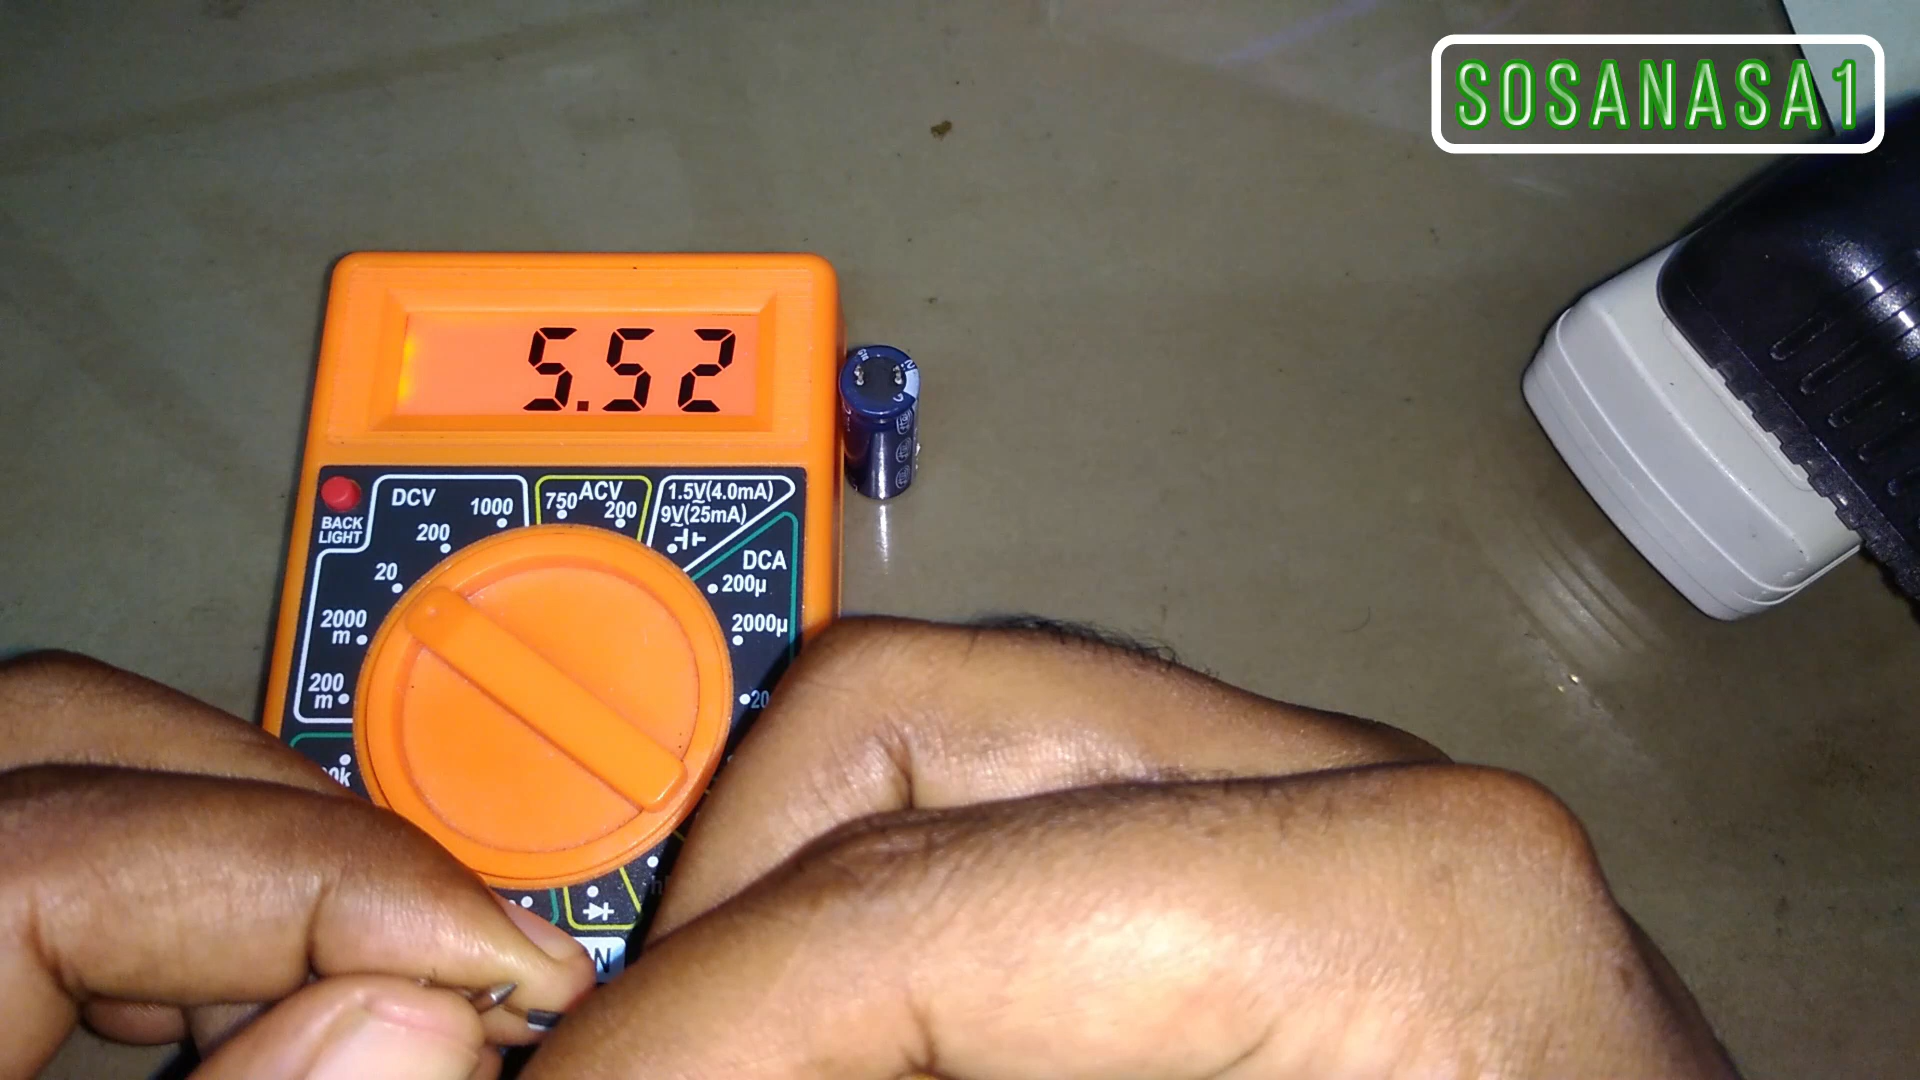 SOSANASA1
5.52
BACK
LIGHT
DCV
200
1000
20
2000
m
200
m
ACV
750
200
1.5V(4.0mA)
9V(25mA)
DCA
200µ
2000µ
20
N